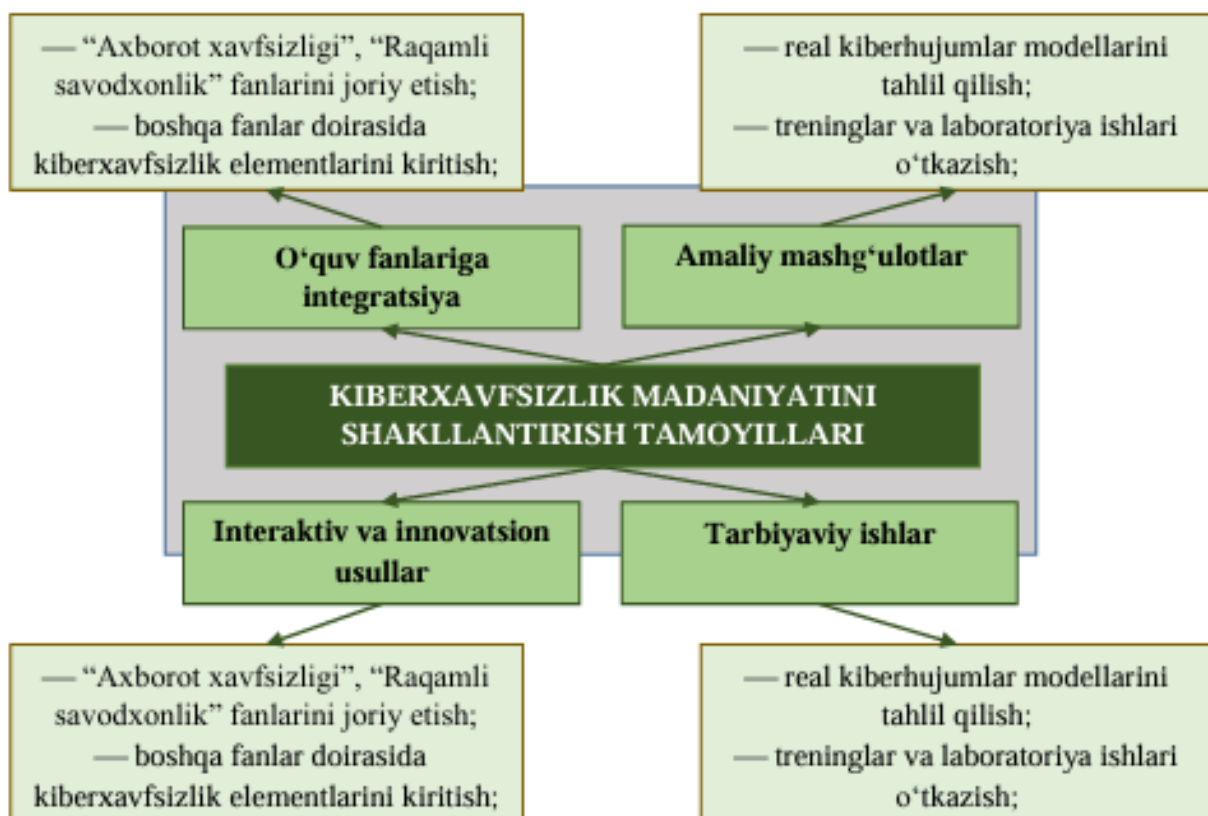 — “Axborot xavfsizligi”, “Raqamli
savodxonlik” fanlarini joriy etish;
— boshqa fanlar doirasida
kiberxavfsizlik elementlarini kiritish;
— real kiberhujumlar modellarini
tahlil qilish;
— treninglar va laboratoriya ishlari
o‘tkazish;
O‘quv fanlariga
integratsiya
Amaliy mashg‘ulotlar
KIBERXAVFSIZLIK MADANIYATINI
SHAKLLANTIRISH TAMOYILLARI
Interaktiv va innovatsion
usullar
Tarbiyaviy ishlar
— “Axborot xavfsizligi”, “Raqamli
savodxonlik” fanlarini joriy etish;
— boshqa fanlar doirasida
kiberxavfsizlik elementlarini kiritish;
— real kiberhujumlar modellarini
tahlil qilish;
— treninglar va laboratoriya ishlari
o‘tkazish;